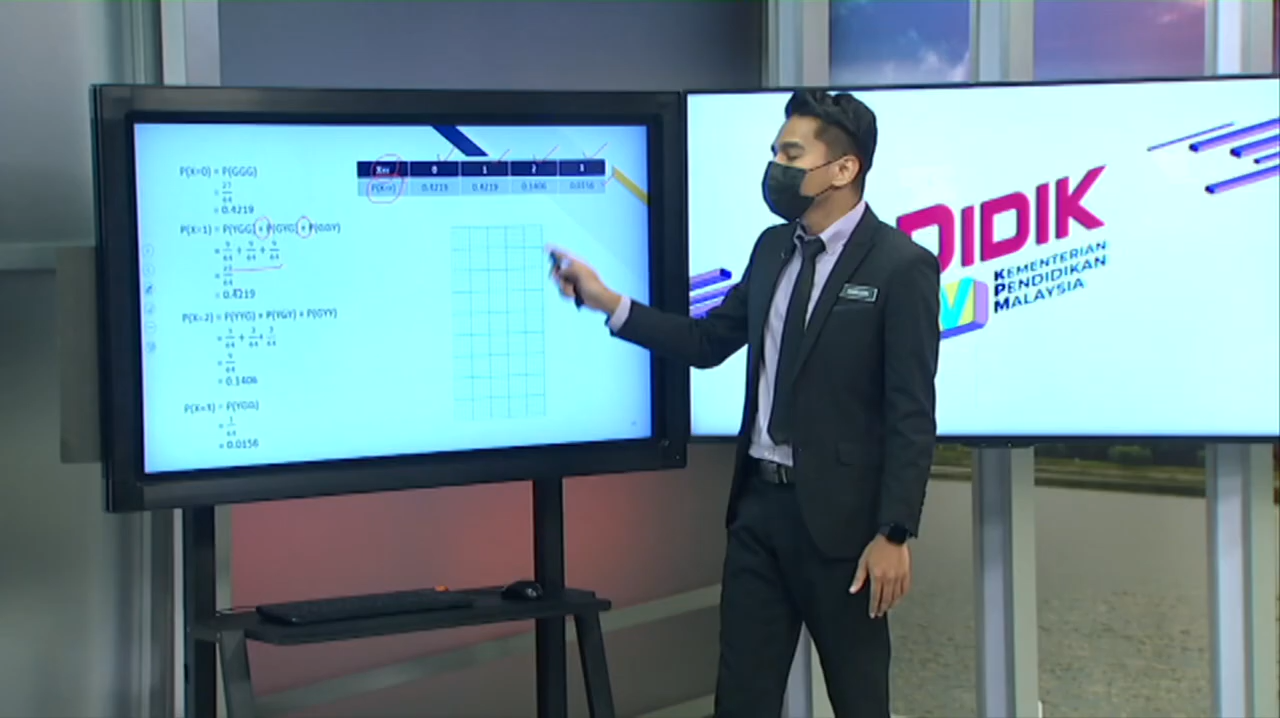 P(X=0) = P(GGG)
= 27/64
= 0.4219
P(X=1) = P(YGG) + P(GYG) + P(GGY)
= 9/64 + 9/64 + 9/64
= 27/64
= 0.4219
P(X=2) = P(YYG) + P(YGY) + P(GYY)
= 3/64 + 3/64 + 3/64
= 9/64
= 0.1406
= 1/64
= 0.0156
0 1 2 3
P(X=r) 0.4219 0.4219 0.1406 0.0156
DIDIK
KEMENTERIAN
PENDIDIKAN
MALAYSIA